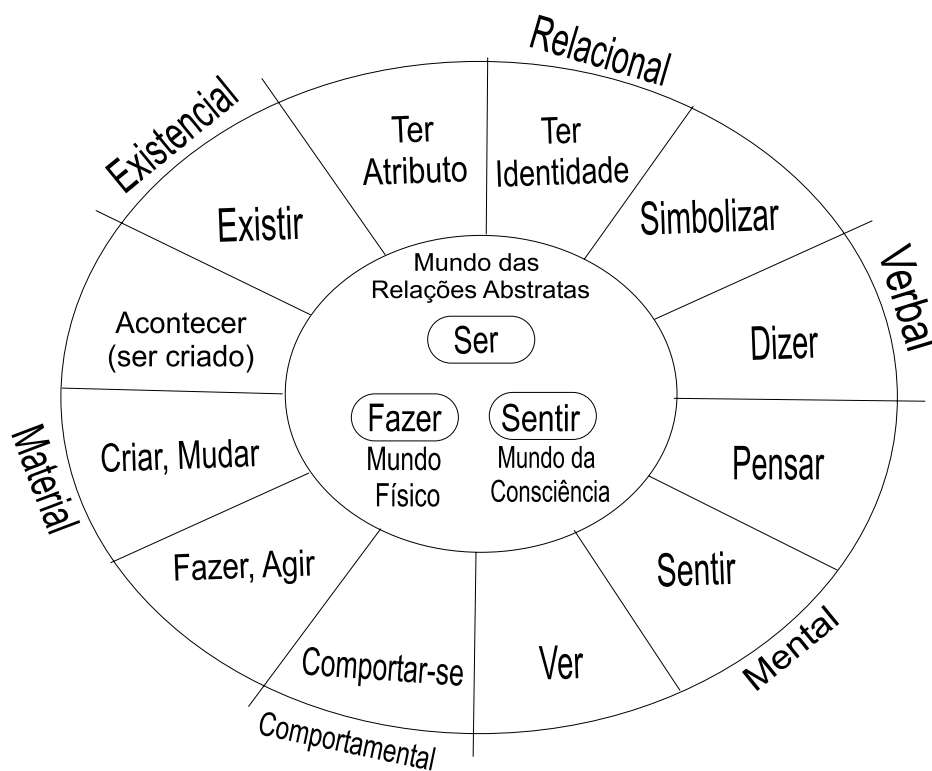 Relacional
Existencial
Ter
Atributo
Ter
Identidade
Simbolizar
Existir
Verbal
Mundo das
Relações Abstratas
Ser
Acontecer
(ser criado)
Dizer
Fazer
Sentir
Mundo
Físico
Mundo da
Consciência
Material
Criar, Mudar
Pensar
Fazer, Agir
Sentir
Mental
Comportar-se
Ver
Comportamental